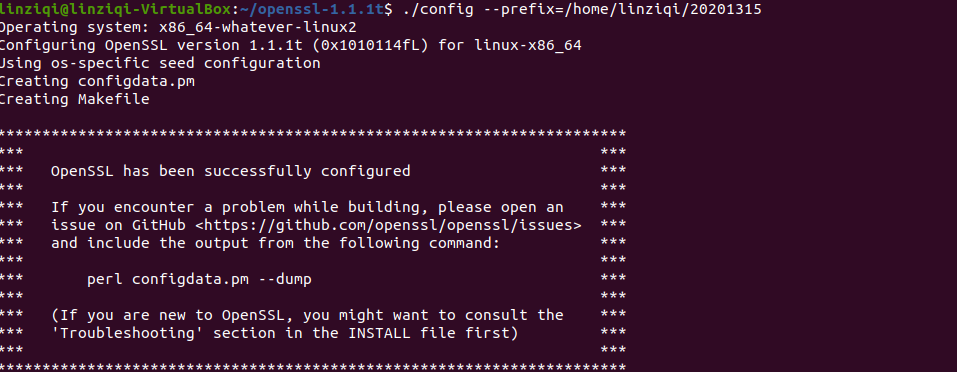 linziqi@linziqi-VirtualBox:~/openssl-1.1.1t$ ./config --prefix=/home/linziqi/20201315
Operating system: x86_64-whatever-linux2
Configuring OpenSSL version 1.1.1t (0x1010114fL) for linux-x86_64
Using os-specific seed configuration
Creating configdata.pm
Creating Makefile
**********************************************************************
***                                                                ***
***   OpenSSL has been successfully configured                     ***
***                                                                ***
***   If you encounter a problem while building, please open an    ***
***   issue on GitHub <https://github.com/openssl/openssl/issues>  ***
***   and include the output from the following command:           ***
***                                                                ***
***       perl configdata.pm --dump                                ***
***                                                                ***
***   (If you are new to OpenSSL, you might want to consult the    ***
***   'Troubleshooting' section in the INSTALL file first)         ***
***                                                                ***
**********************************************************************